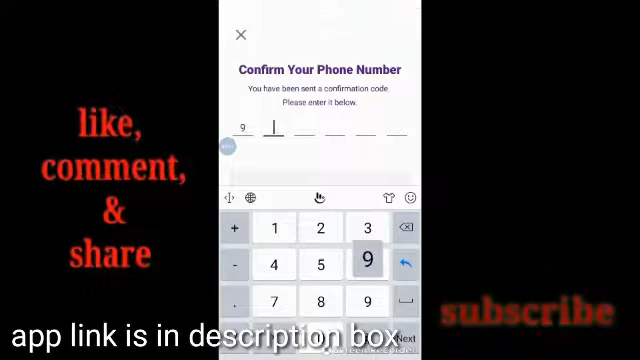 Confirm Your Phone Number
You have been sent a confirmation code.
Please enter it below.
9
like,
comment,
&
share
+ 1 2 3
- 4 5 9
. 7 8 9
Next
subscribe
app link is in description box